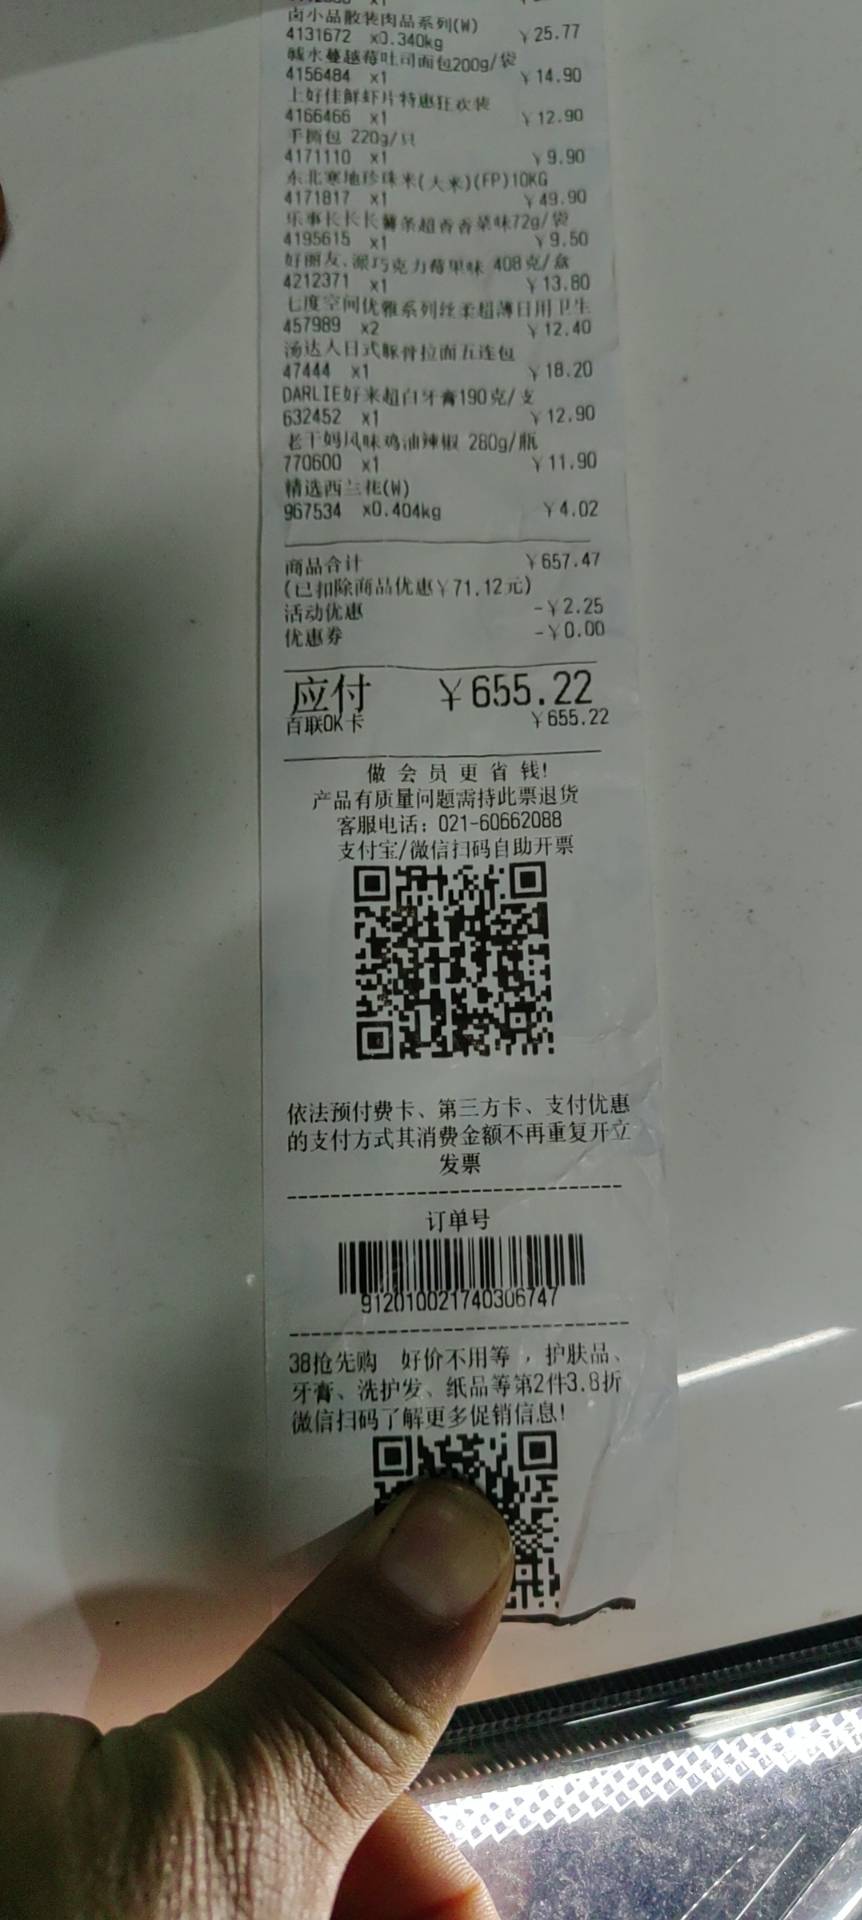 卤小品散装肉品系列(W)
4131672 x0.340kg ￥25.77
碱水蔓越莓吐司面包200g/袋
4156484 x1 ￥14.90
上好佳鲜虾片特惠狂欢装
4166466 x1 ￥12.90
手撕包 220g/只
4171110 x1 ￥9.90
东北寒地珍珠米(大米)(FP)10KG
4171817 x1 ￥49.90
乐事长长长薯条超香香菜味72g/袋
4195615 x1 ￥9.50
好丽友.派巧克力莓果味 408克/盒
4212371 x1 ￥13.80
七度空间优雅系列丝柔超薄日用卫生
457989 x2 ￥12.40
汤达人日式豚骨拉面五连包
47444 x1 ￥18.20
DARLIE好来超白牙膏190克/支
632452 x1 ￥12.90
老干妈风味鸡油辣椒 280g/瓶
770600 x1 ￥11.90
精选西兰花(W)
967534 x0.404kg ￥4.02
商品合计 ￥657.47
(已扣除商品优惠￥71.12元)
活动优惠 -￥2.25
优惠券 -￥0.00
应付 ￥655.22
百联OK卡 ￥655.22
做会员更省钱!
产品有质量问题需持此票退货
客服电话: 021-60662088
支付宝/微信扫码自助开票
依法预付费卡、第三方卡、支付优惠
的支付方式其消费金额不再重复开立
发票
订单号
912010021740306747
38抢先购 好价不用等，护肤品、
牙膏、洗护发、纸品等第2件3.8折
微信扫码了解更多促销信息!